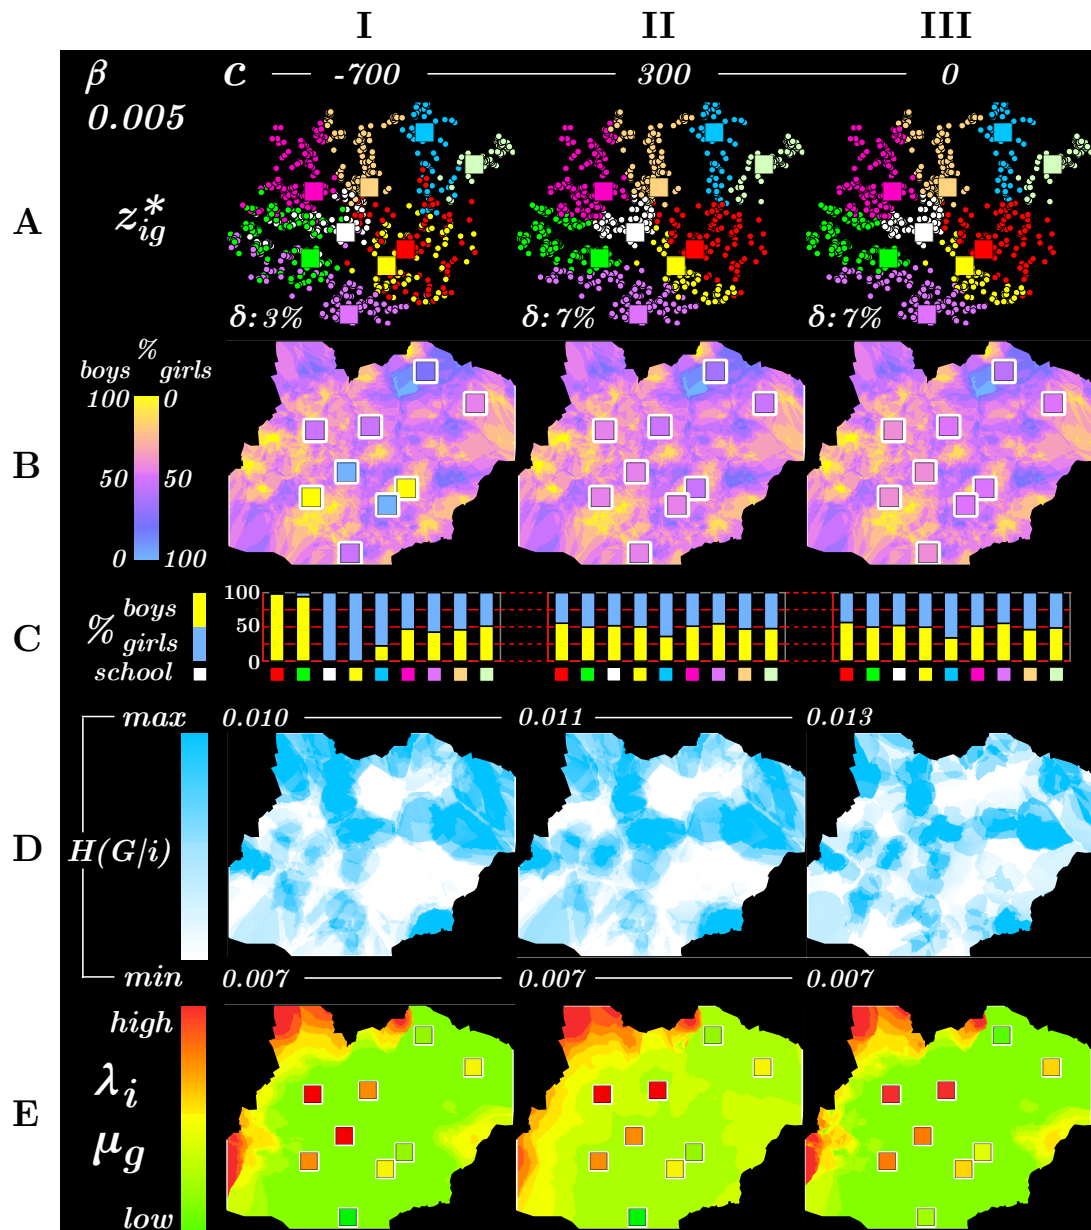 I II III
β c -700 300 0
0.005
A z*ig
δ: 3% δ: 7% δ: 7%
%
boys girls
100 0
B
50 50
0 100
C % boys girls
school
100
50
0
max 0.010 0.011 0.013
D H(G|i)
min 0.007 0.007 0.007
high
λi
E
μg
low